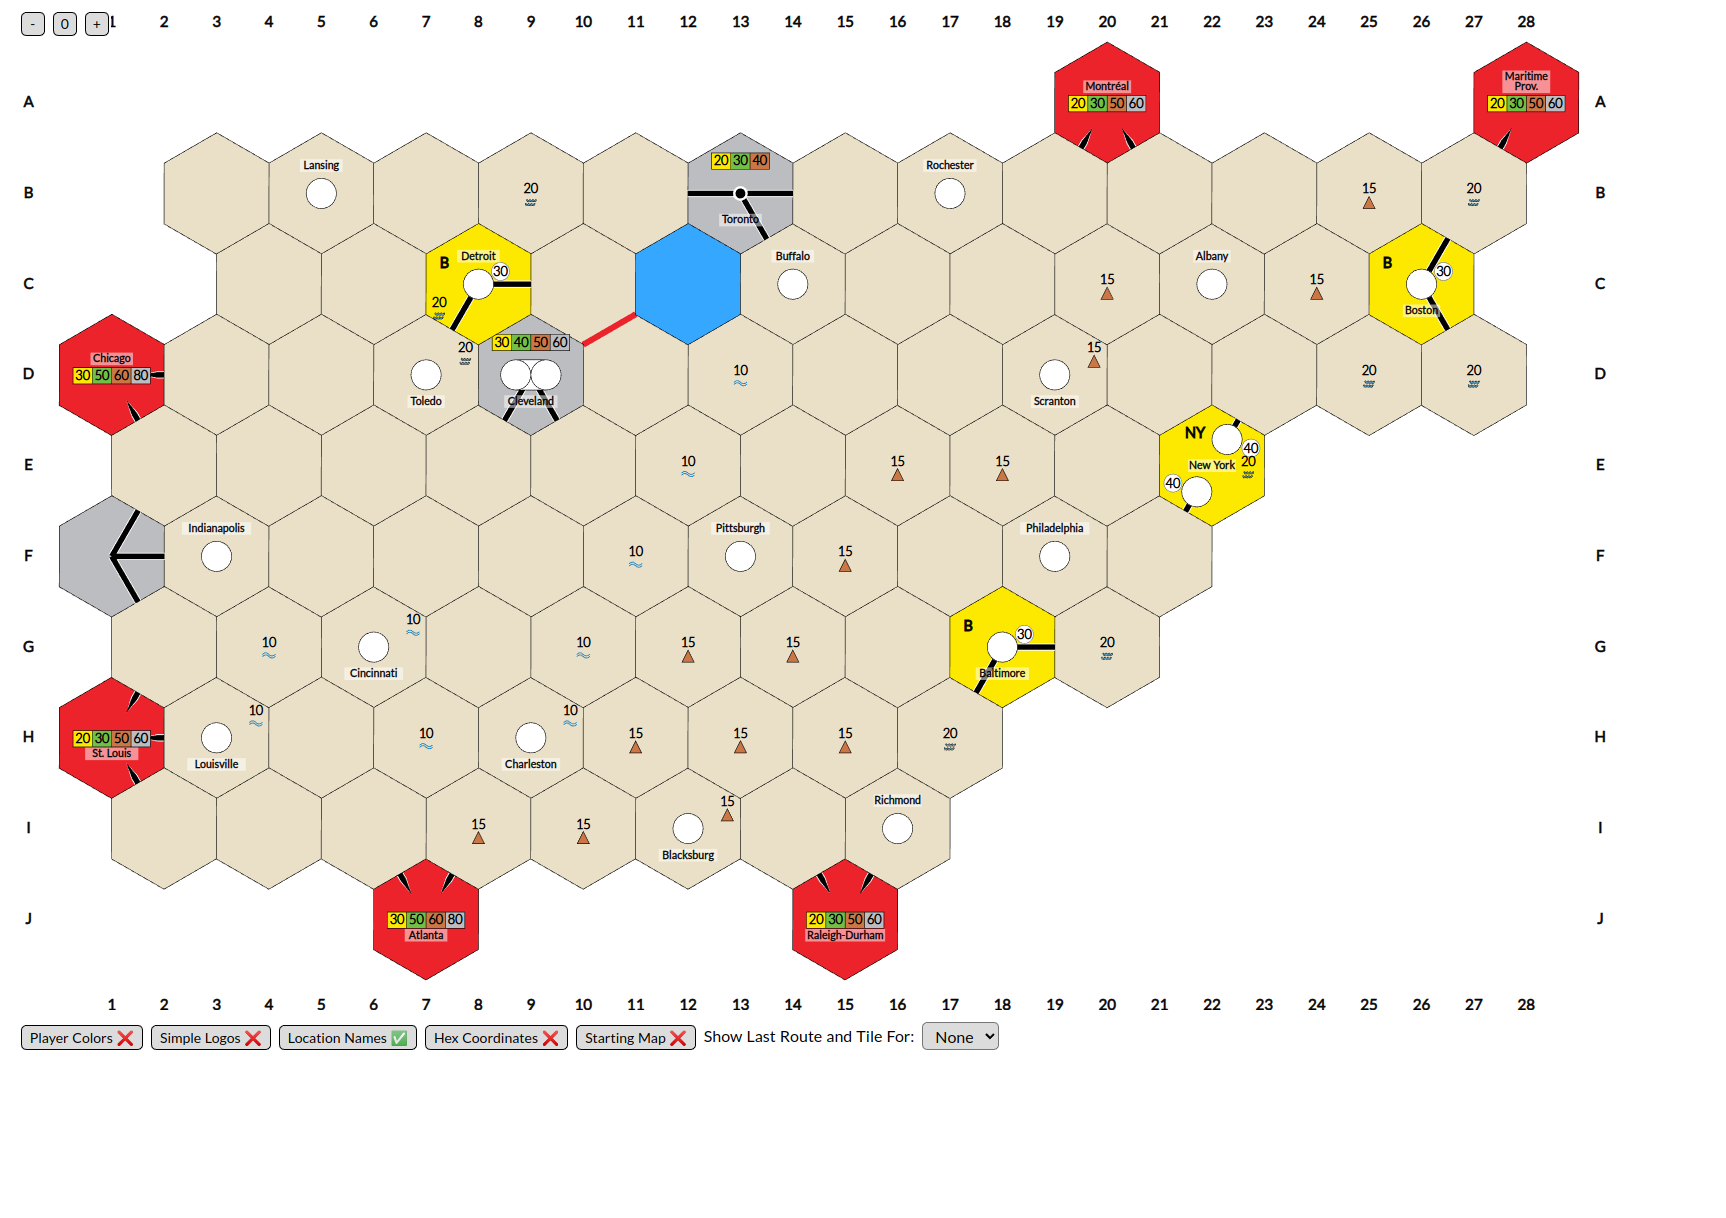 - 0 + 1 2 3 4 5 6 7 8 9 10 11 12 13 14 15 16 17 18 19 20 21 22 23 24 25 26 27 28
Montréal
Maritime
Prov.
A 20 30 50 60 20 30 50 60 A
Lansing 20 30 40 Rochester
B 20 15 20 B
Toronto
B Detroit 30 Buffalo Albany B 30
C 20 15 15 C
Boston
Chicago 20 30 40 50 60 15
D 30 50 60 80 10 20 20 D
Toledo Cleveland Scranton
NY 40
E 10 15 15 New York 20 E
40
Indianapolis Pittsburgh Philadelphia
F 10 15 F
10 B 30
G 10 10 15 15 20 G
Cincinnati Baltimore
10 10
H 20 30 50 60 10 15 15 15 20 H
St. Louis Louisville Charleston
15 Richmond
I 15 15 I
Blacksburg
J 30 50 60 80 20 30 50 60 J
Atlanta Raleigh-Durham
1 2 3 4 5 6 7 8 9 10 11 12 13 14 15 16 17 18 19 20 21 22 23 24 25 26 27 28
Player Colors Simple Logos Location Names Hex Coordinates Starting Map Show Last Route and Tile For: None